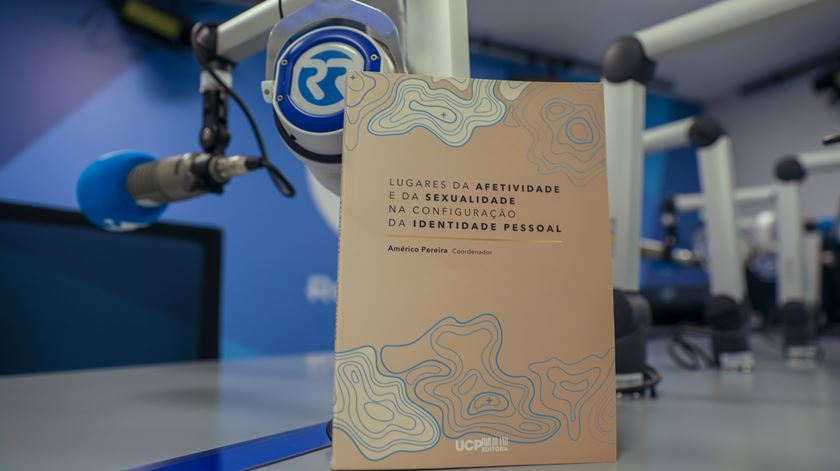 RR
LUGARES DA AFETIVIDADE
E DA SEXUALIDADE
NA CONFIGURAÇÃO
DA IDENTIDADE PESSOAL
Américo Pereira Coordenador
UCP
EDITORA